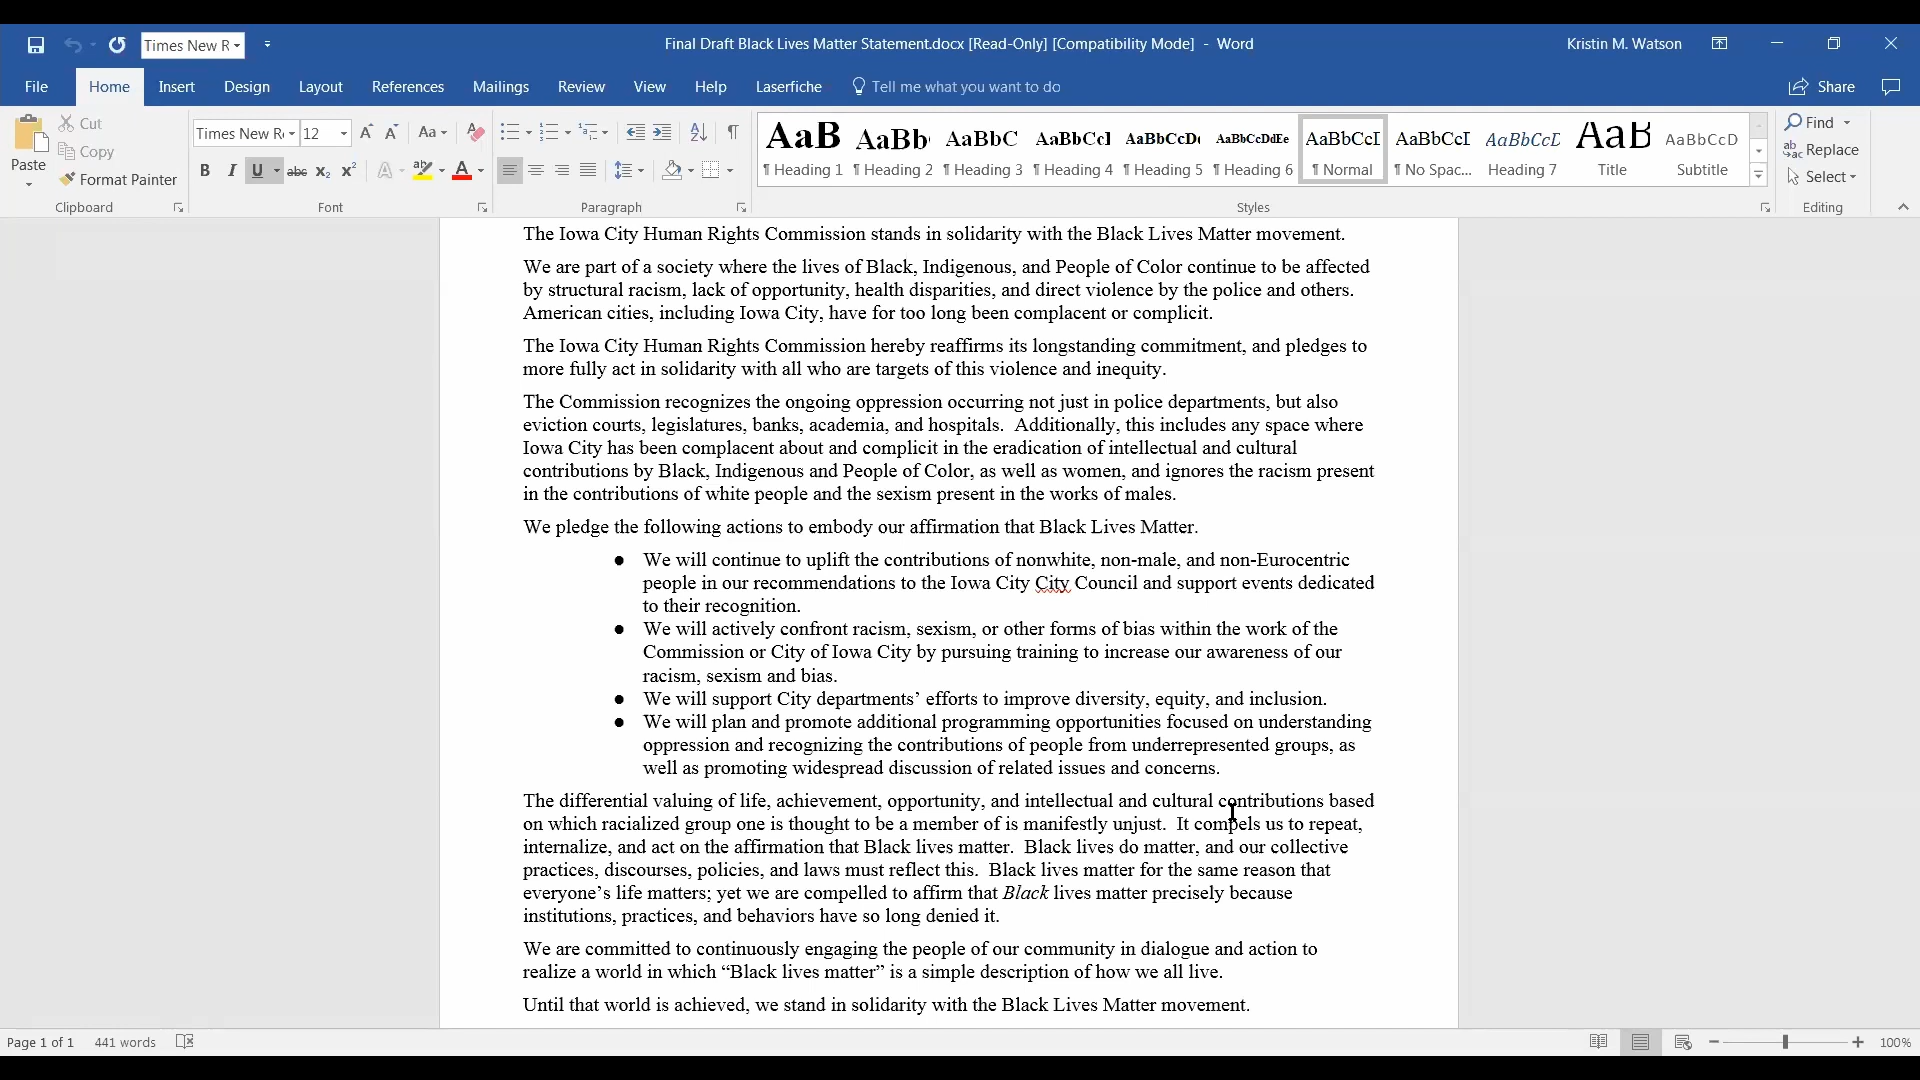 Times New R
Final Draft Black Lives Matter Statement.docx [Read-Only] [Compatibility Mode] - Word
Kristin M. Watson
File Home Insert Design Layout References Mailings Review View Help Laserfiche Tell me what you want to do
Share
Paste
Cut
Copy
Format Painter
Clipboard
Times New Ro 12 Aa
B I U abc X2 X2 A A
Font
Paragraph
AaB AaBb AaBbC AaBbCcI AaBbCcDc AaBbCcDdEe AaBbCcI AaBbCcI AaBbCcD AaB AaBbCcD
¶ Heading 1 ¶ Heading 2 ¶ Heading 3 ¶ Heading 4 ¶ Heading 5 ¶ Heading 6 ¶ Normal ¶ No Spac... Heading 7 Title Subtitle
Styles
Find
Replace
Select
Editing
The Iowa City Human Rights Commission stands in solidarity with the Black Lives Matter movement.
We are part of a society where the lives of Black, Indigenous, and People of Color continue to be affected
by structural racism, lack of opportunity, health disparities, and direct violence by the police and others.
American cities, including Iowa City, have for too long been complacent or complicit.
The Iowa City Human Rights Commission hereby reaffirms its longstanding commitment, and pledges to
more fully act in solidarity with all who are targets of this violence and inequity.
The Commission recognizes the ongoing oppression occurring not just in police departments, but also
eviction courts, legislatures, banks, academia, and hospitals. Additionally, this includes any space where
Iowa City has been complacent about and complicit in the eradication of intellectual and cultural
contributions by Black, Indigenous and People of Color, as well as women, and ignores the racism present
in the contributions of white people and the sexism present in the works of males.
We pledge the following actions to embody our affirmation that Black Lives Matter.
● We will continue to uplift the contributions of nonwhite, non-male, and non-Eurocentric
people in our recommendations to the Iowa City City Council and support events dedicated
to their recognition.
● We will actively confront racism, sexism, or other forms of bias within the work of the
Commission or City of Iowa City by pursuing training to increase our awareness of our
racism, sexism and bias.
● We will support City departments’ efforts to improve diversity, equity, and inclusion.
● We will plan and promote additional programming opportunities focused on understanding
oppression and recognizing the contributions of people from underrepresented groups, as
well as promoting widespread discussion of related issues and concerns.
The differential valuing of life, achievement, opportunity, and intellectual and cultural contributions based
on which racialized group one is thought to be a member of is manifestly unjust. It compels us to repeat,
internalize, and act on the affirmation that Black lives matter. Black lives do matter, and our collective
practices, discourses, policies, and laws must reflect this. Black lives matter for the same reason that
everyone’s life matters; yet we are compelled to affirm that Black lives matter precisely because
institutions, practices, and behaviors have so long denied it.
We are committed to continuously engaging the people of our community in dialogue and action to
realize a world in which “Black lives matter” is a simple description of how we all live.
Until that world is achieved, we stand in solidarity with the Black Lives Matter movement.
Page 1 of 1 441 words
100%